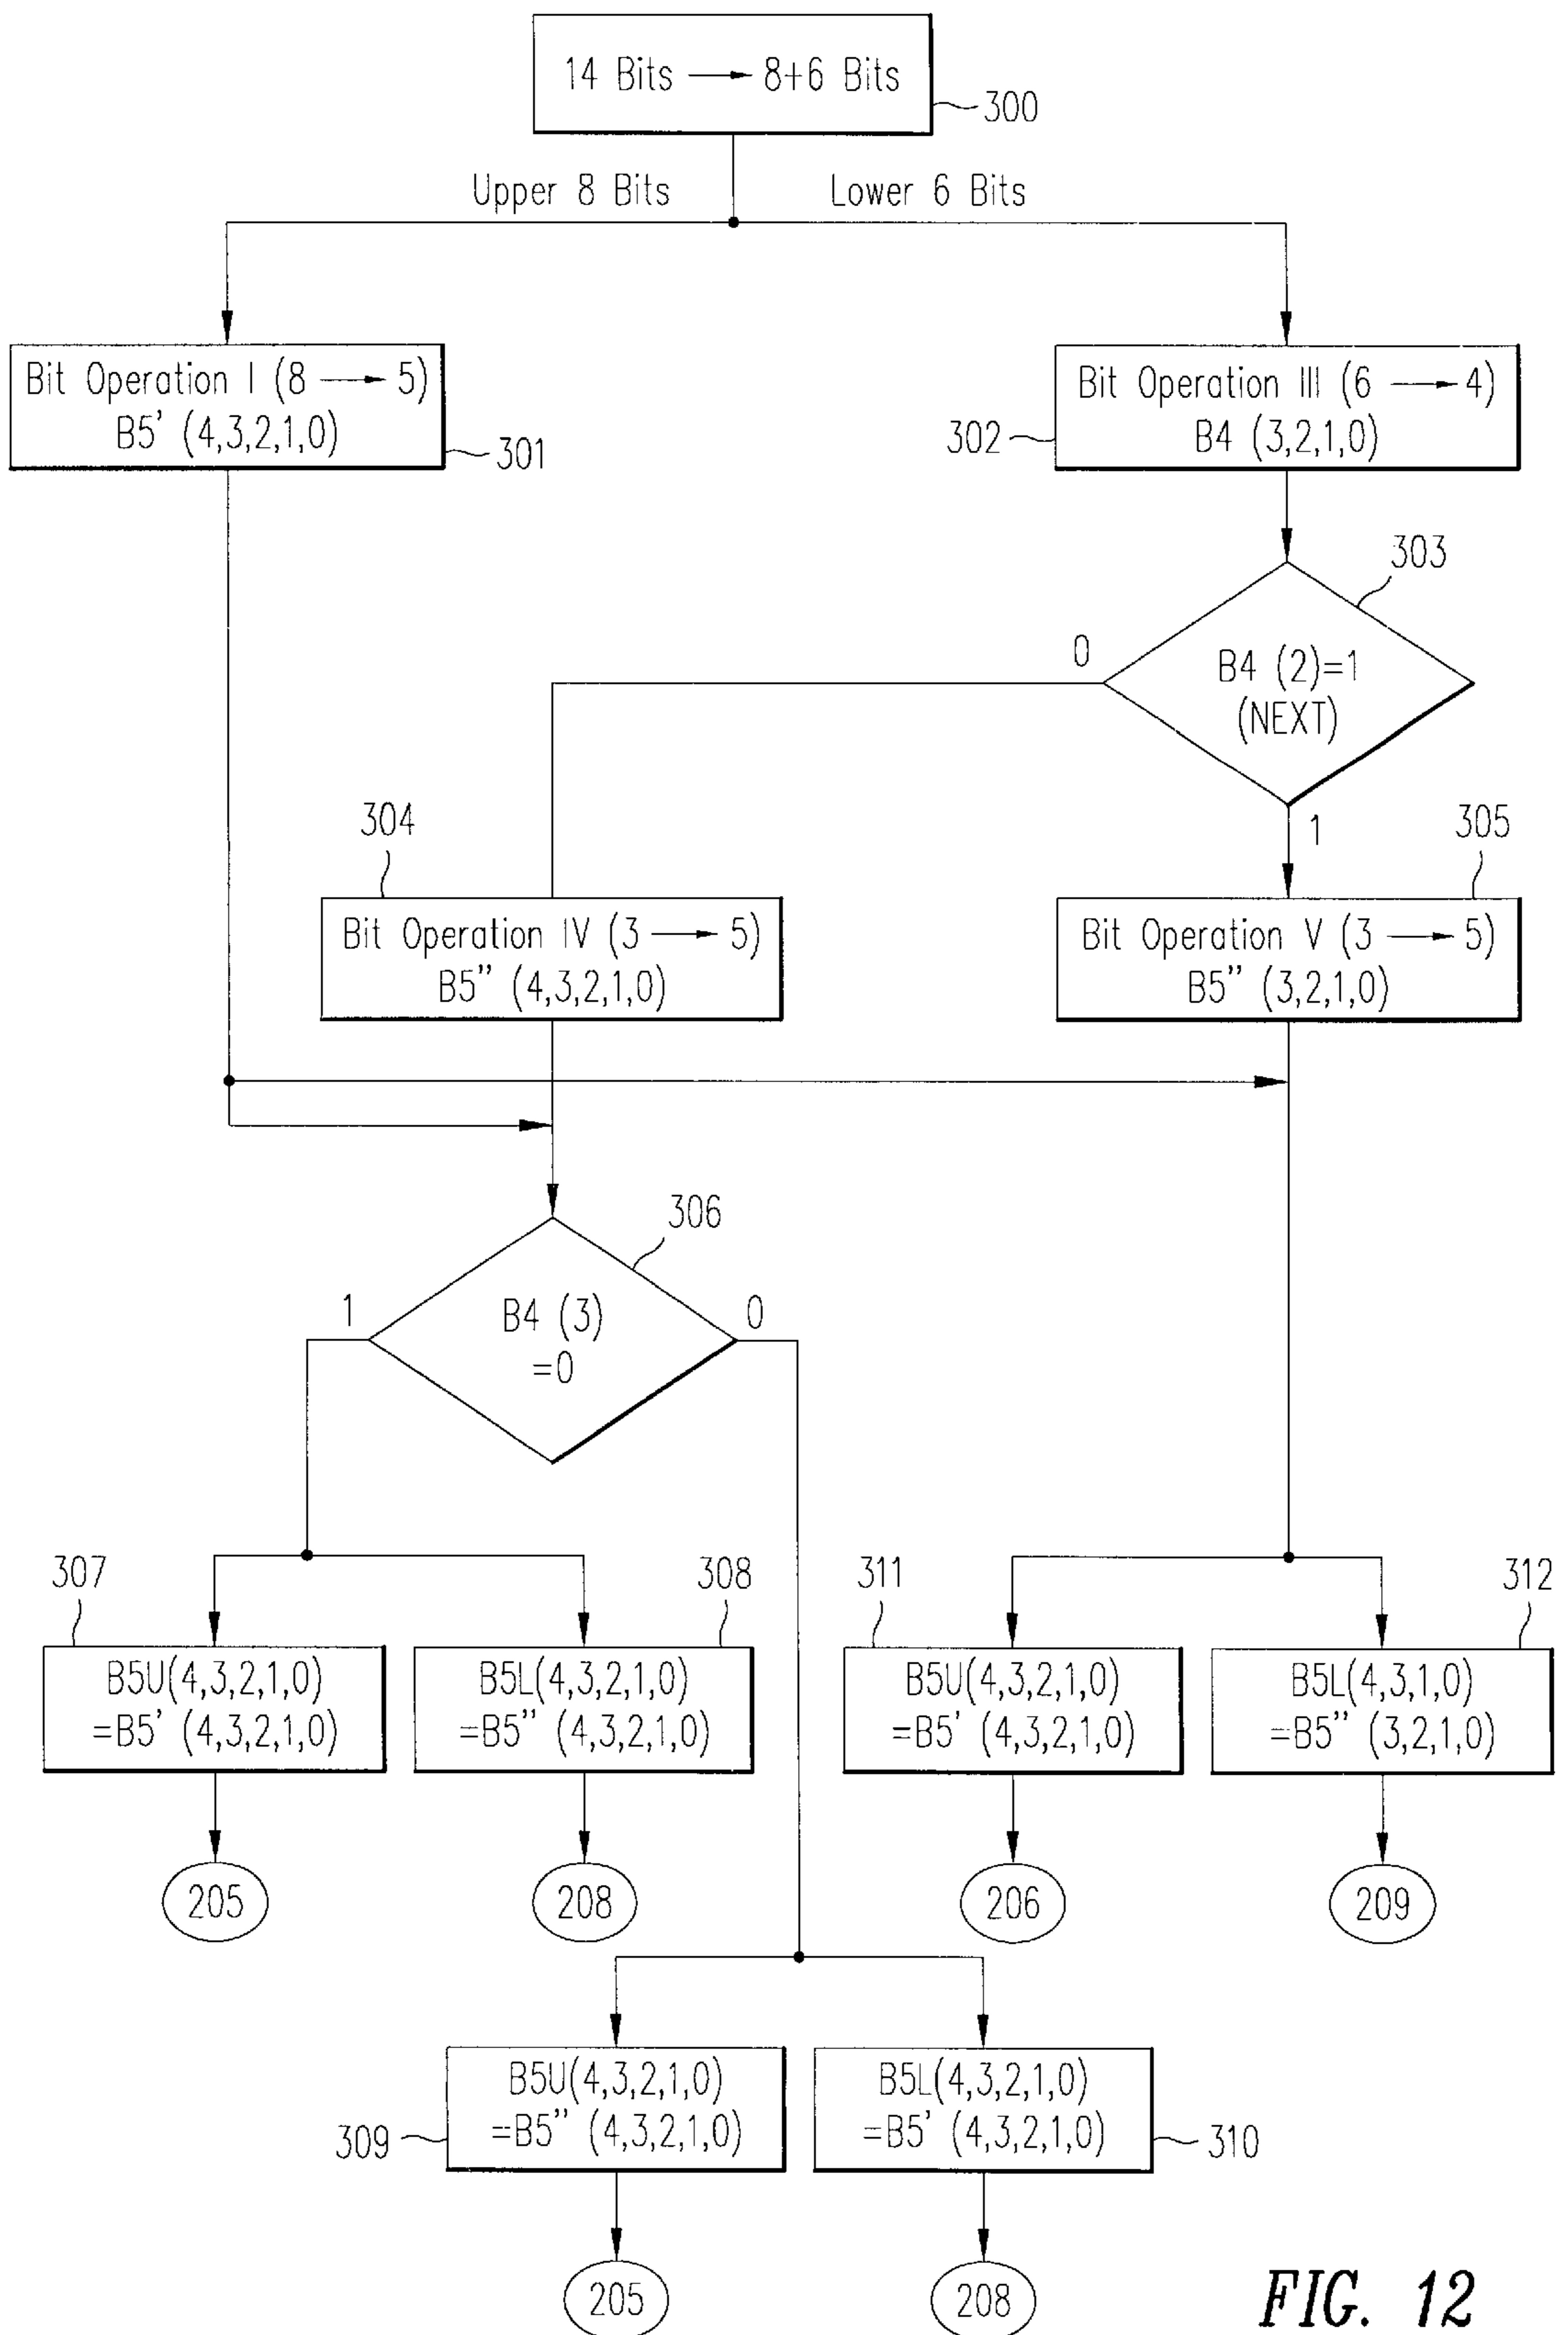 14 Bits → 8+6 Bits
300
Upper 8 Bits
Lower 6 Bits
Bit Operation I (8 → 5)
B5' (4,3,2,1,0)
301
Bit Operation III (6 → 4)
B4 (3,2,1,0)
302
303
0
B4 (2)=1
(NEXT)
1
304
305
Bit Operation IV (3 → 5)
B5" (4,3,2,1,0)
Bit Operation V (3 → 5)
B5" (3,2,1,0)
306
1
0
B4 (3)
=0
307
308
311
312
B5U(4,3,2,1,0)
=B5' (4,3,2,1,0)
B5L(4,3,2,1,0)
=B5" (4,3,2,1,0)
B5U(4,3,2,1,0)
=B5' (4,3,2,1,0)
B5L(4,3,1,0)
=B5" (3,2,1,0)
205
208
206
209
B5U(4,3,2,1,0)
=B5" (4,3,2,1,0)
309
B5L(4,3,2,1,0)
=B5' (4,3,2,1,0)
310
205
208
FIG. 12